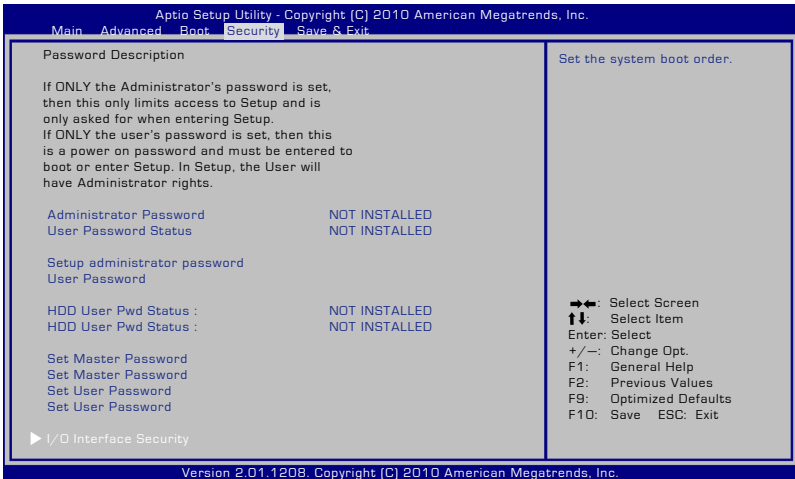 Aptio Setup Utility - Copyright (C) 2010 American Megatrends, Inc.
Main Advanced Boot Security Save & Exit
Password Description
If ONLY the Administrator's password is set,
then this only limits access to Setup and is
only asked for when entering Setup.
If ONLY the user's password is set, then this
is a power on password and must be entered to
boot or enter Setup. In Setup, the User will
have Administrator rights.
Administrator Password NOT INSTALLED
User Password Status NOT INSTALLED
Setup administrator password
User Password
HDD User Pwd Status : NOT INSTALLED
HDD User Pwd Status : NOT INSTALLED
Set Master Password
Set Master Password
Set User Password
Set User Password
I/O Interface Security
Set the system boot order.
→←: Select Screen
↑↓: Select Item
Enter: Select
+/—: Change Opt.
F1: General Help
F2: Previous Values
F9: Optimized Defaults
F10: Save ESC: Exit
Version 2.01.1208. Copyright (C) 2010 American Megatrends, Inc.